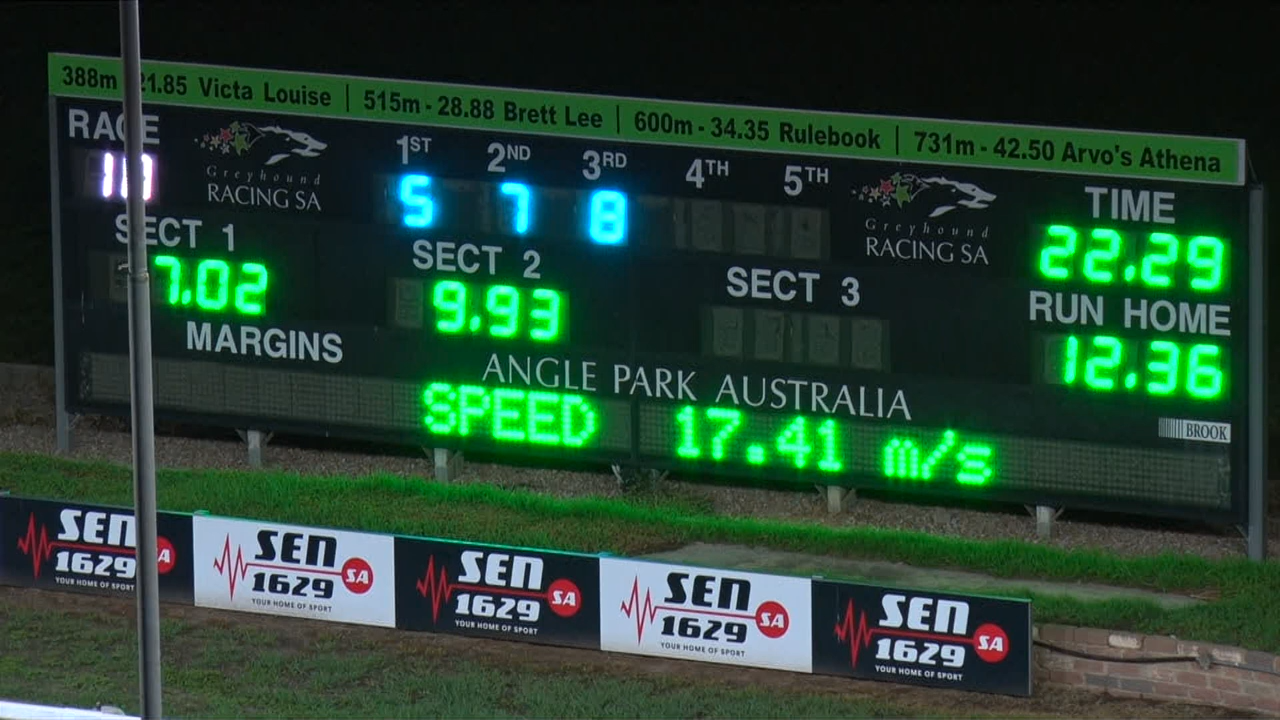 388m 21.85 Victa Louise | 515m - 28.88 Brett Lee | 600m - 34.35 Rulebook | 731m - 42.50 Arvo's Athena
RACE
Greyhound
RACING SA
1ST 2ND 3RD 4TH 5TH
5 7 8
Greyhound
RACING SA
TIME
22.29
SECT 1
7.02
SECT 2
9.93
SECT 3
RUN HOME
12.36
MARGINS
ANGLE PARK AUSTRALIA
SPEED 17.41 m/s
BROOK
SEN
1629 SA
YOUR HOME OF SPORT
SEN
1629 SA
YOUR HOME OF SPORT
SEN
1629 SA
YOUR HOME OF SPORT
SEN
1629 SA
YOUR HOME OF SPORT
SEN
1629 SA
YOUR HOME OF SPORT